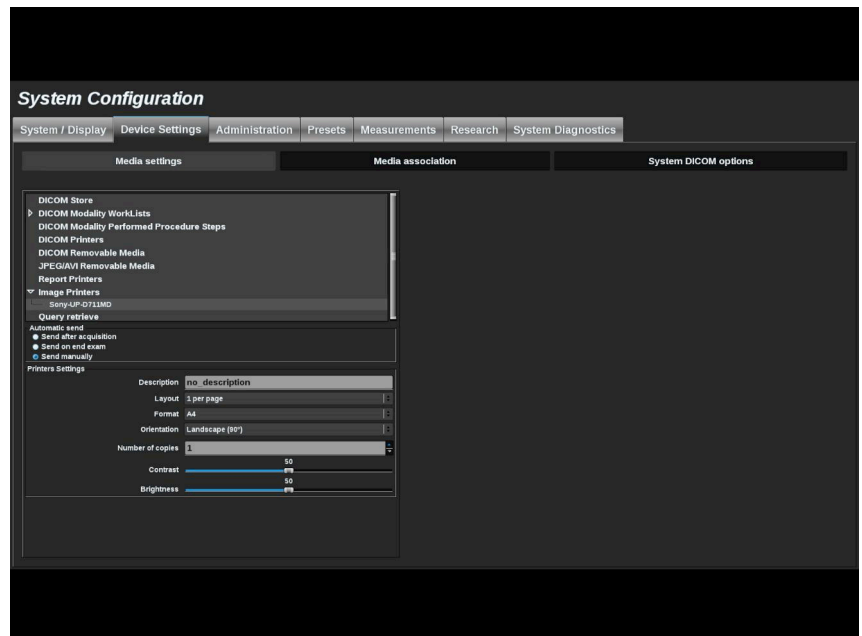 System Configuration
System / Display Device Settings Administration Presets Measurements Research System Diagnostics
Media settings Media association System DICOM options
DICOM Store
DICOM Modality WorkLists
DICOM Modality Performed Procedure Steps
DICOM Printers
DICOM Removable Media
JPEG/AVI Removable Media
Report Printers
Image Printers
Sony-UP-D711MD
Query retrieve
Automatic send
Send after acquisition
Send on end exam
Send manually
Printers Settings
Description no_description
Layout 1 per page
Format A4
Orientation Landscape (90°)
Number of copies 1
50
Contrast
50
Brightness